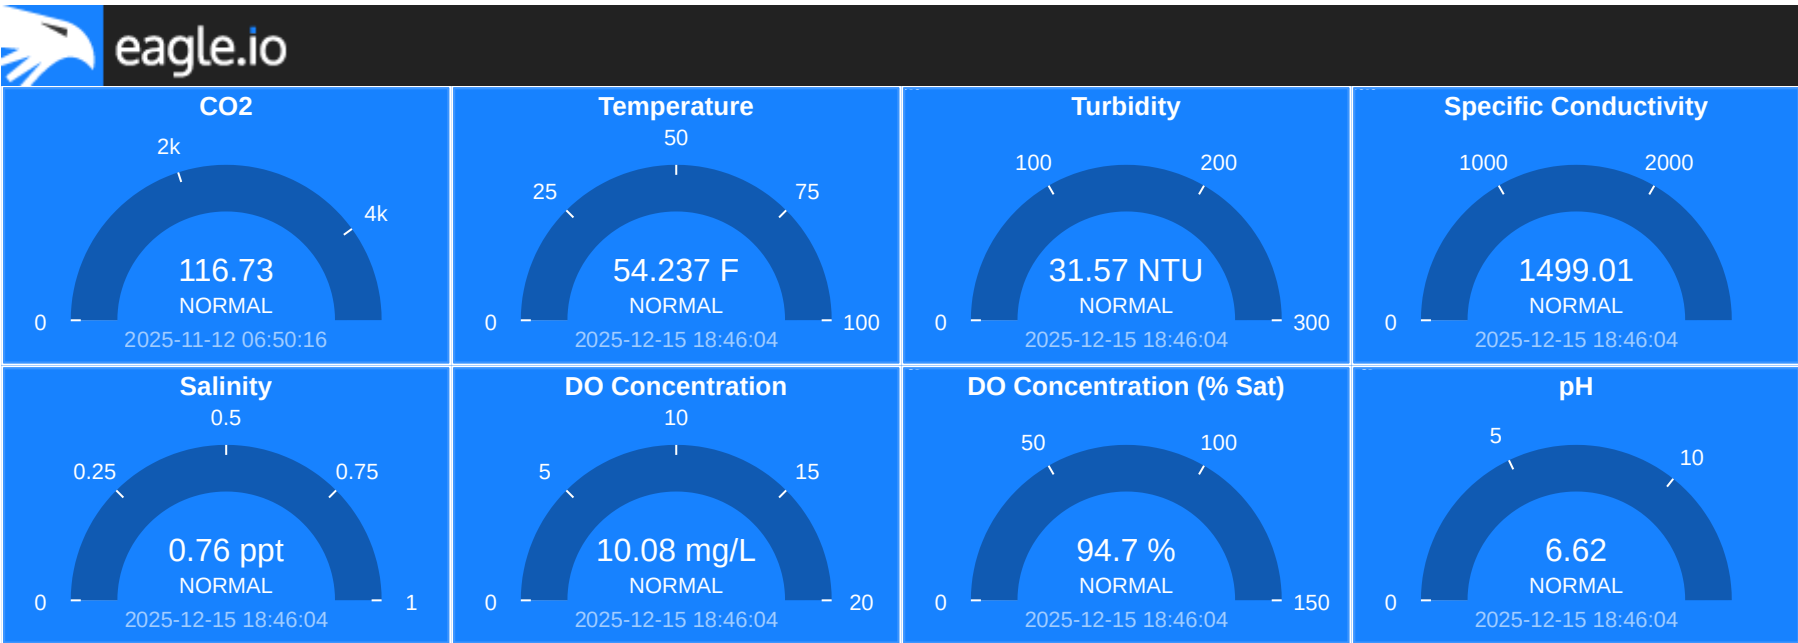 eagle.io
CO2
2k
4k
116.73
NORMAL
0
2025-11-12 06:50:16
Temperature
50
25
75
54.237 F
NORMAL
0
100
2025-12-15 18:46:04
Turbidity
100
200
31.57 NTU
NORMAL
0
300
2025-12-15 18:46:04
Specific Conductivity
1000
2000
1499.01
NORMAL
0
2025-12-15 18:46:04
Salinity
0.5
0.25
0.75
0.76 ppt
NORMAL
0
1
2025-12-15 18:46:04
DO Concentration
10
5
15
10.08 mg/L
NORMAL
0
20
2025-12-15 18:46:04
DO Concentration (% Sat)
50
100
94.7 %
NORMAL
0
150
2025-12-15 18:46:04
pH
5
10
6.62
NORMAL
0
2025-12-15 18:46:04